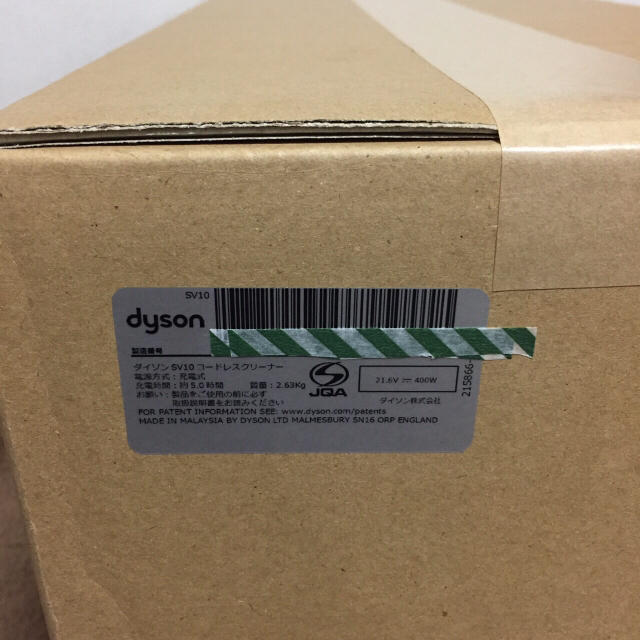 SV10
dyson
製造番号
ダイソン SV10 コードレスクリーナー
電源方式:充電式
充電時間:約5.0時間 質量:2.63Kg
お願い:製品をご使用の前に必ず
取扱説明書をお読みください
JQA
21.6V ⎓ 400W
ダイソン株式会社
215866
FOR PATENT INFORMATION SEE: www.dyson.com/patents
MADE IN MALAYSIA BY DYSON LTD MALMESBURY SN16 ORP ENGLAND